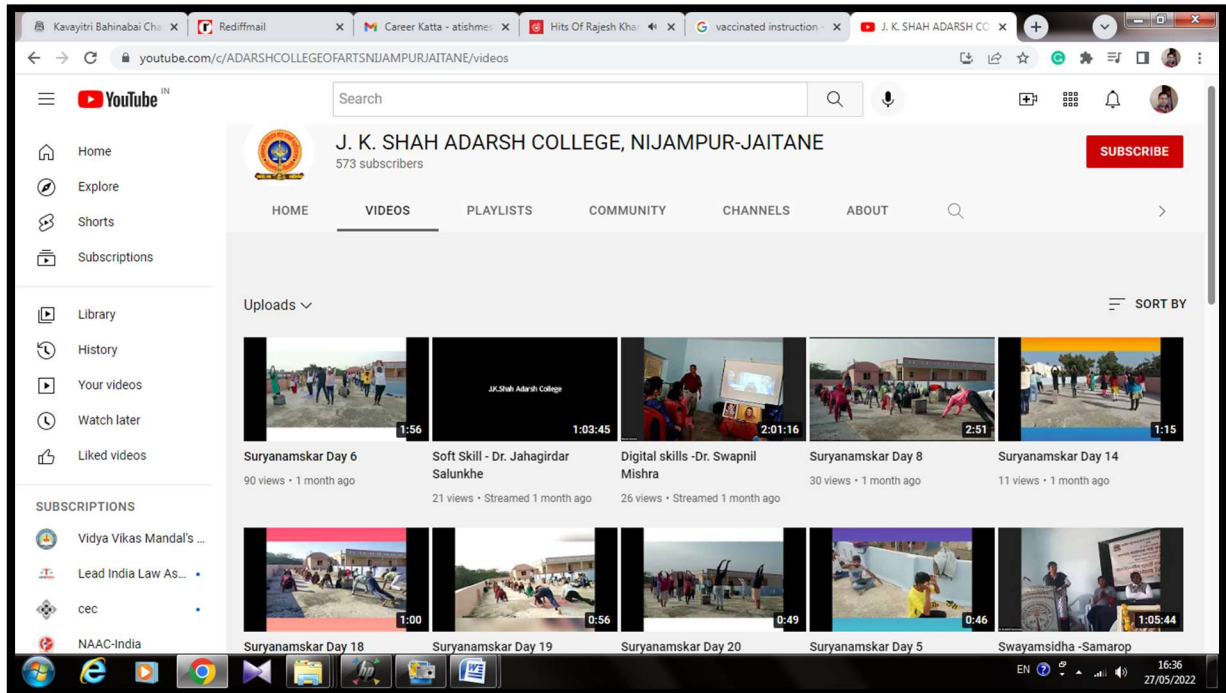 Kavayitri Bahinabai Cha
Rediffmail
Career Katta - atishmes
Hits Of Rajesh Khan
vaccinated instruction -
J. K. SHAH ADARSH CO
youtube.com/c/ADARSHCOLLEGEOFARTSNIJAMPURJAITANE/videos
YouTube IN
Search
Home
Explore
Shorts
Subscriptions
Library
History
Your videos
Watch later
Liked videos
SUBSCRIPTIONS
Vidya Vikas Mandal's ...
Lead India Law As...
cec
NAAC-India
J. K. SHAH ADARSH COLLEGE, NIJAMPUR-JAITANE
573 subscribers
SUBSCRIBE
HOME VIDEOS PLAYLISTS COMMUNITY CHANNELS ABOUT
Uploads
SORT BY
1:56
Suryanamskar Day 6
90 views • 1 month ago
J.K.Shah Adarsh College
1:03:45
Soft Skill - Dr. Jahagirdar
Salunkhe
21 views • Streamed 1 month ago
2:01:16
Digital skills -Dr. Swapnil
Mishra
26 views • Streamed 1 month ago
2:51
Suryanamskar Day 8
30 views • 1 month ago
1:15
Suryanamskar Day 14
11 views • 1 month ago
1:00
Suryanamskar Day 18
0:56
Suryanamskar Day 19
0:49
Suryanamskar Day 20
0:46
Suryanamskar Day 5
1:05:44
Swayamsidha -Samarop
EN
16:36
27/05/2022